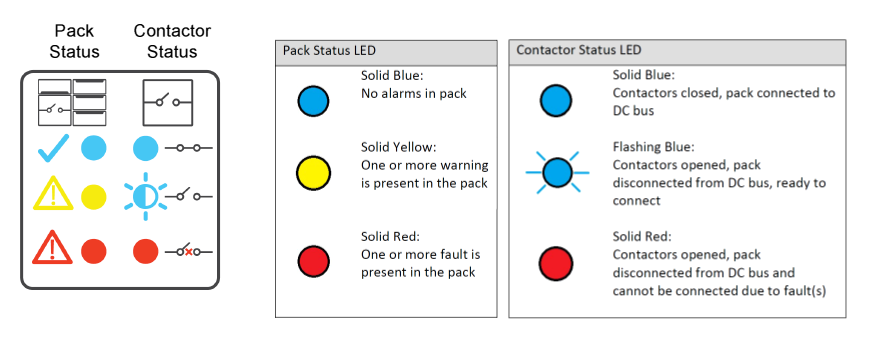 Pack
Status
Contactor
Status
Pack Status LED
Solid Blue:
No alarms in pack
Solid Yellow:
One or more warning
is present in the pack
Solid Red:
One or more fault is
present in the pack
Contactor Status LED
Solid Blue:
Contactors closed, pack connected to
DC bus
Flashing Blue:
Contactors opened, pack
disconnected from DC bus, ready to
connect
Solid Red:
Contactors opened, pack
disconnected from DC bus and
cannot be connected due to fault(s)